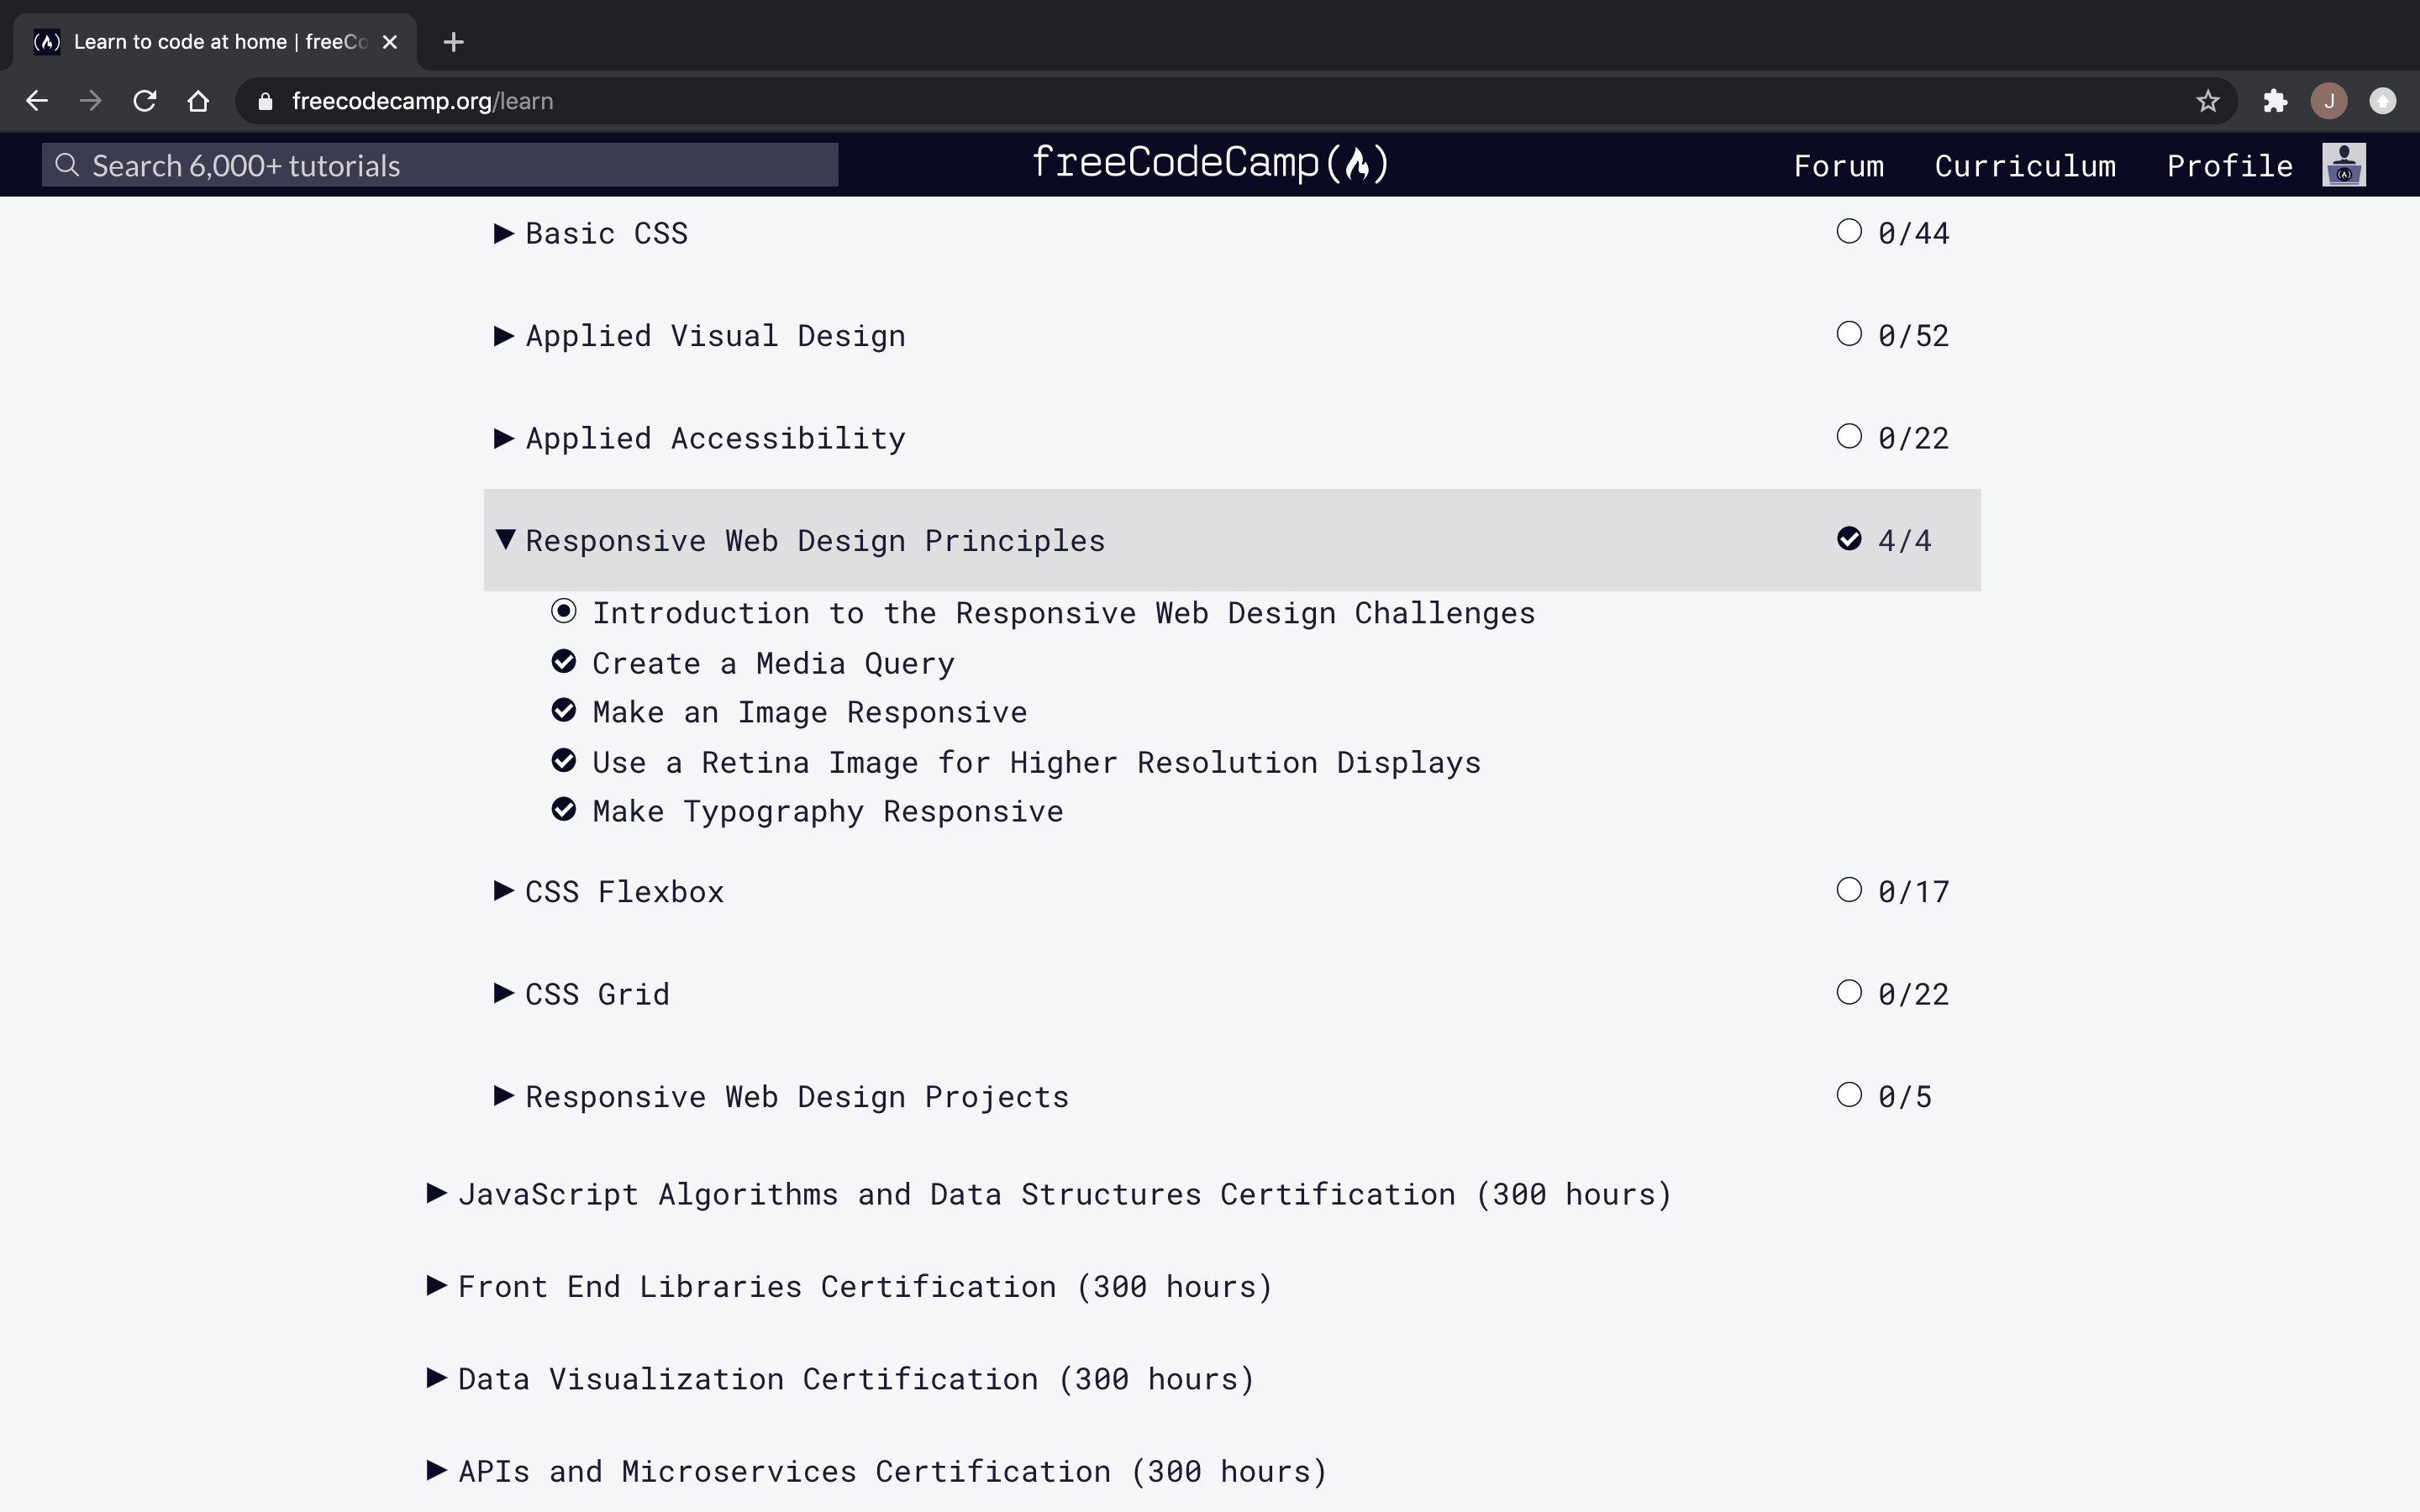 Learn to code at home | freeCo
freecodecamp.org/learn
J
Search 6,000+ tutorials
freeCodeCamp
Forum
Curriculum
Profile
Basic CSS 0/44
Applied Visual Design 0/52
Applied Accessibility 0/22
Responsive Web Design Principles 4/4
Introduction to the Responsive Web Design Challenges
Create a Media Query
Make an Image Responsive
Use a Retina Image for Higher Resolution Displays
Make Typography Responsive
CSS Flexbox 0/17
CSS Grid 0/22
Responsive Web Design Projects 0/5
JavaScript Algorithms and Data Structures Certification (300 hours)
Front End Libraries Certification (300 hours)
Data Visualization Certification (300 hours)
APIs and Microservices Certification (300 hours)